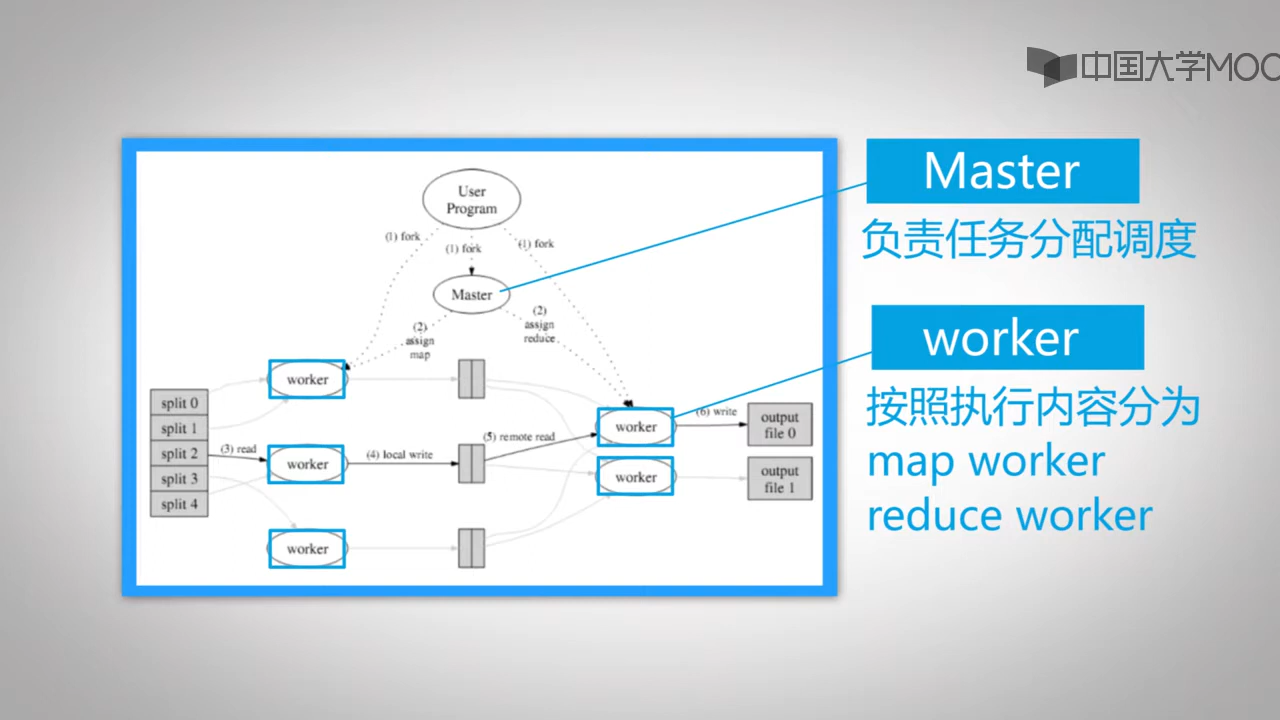 中国大学MOO
User
Program
(1) fork
(1) fork
(1) fork
Master
(2)
assign
map
(2)
assign
reduce
worker
split 0
split 1
split 2
split 3
split 4
(3) read
worker
(4) local write
(5) remote read
worker
worker
(6) write
output
file 0
worker
output
file 1
Master
负责任务分配调度
worker
按照执行内容分为
map worker
reduce worker